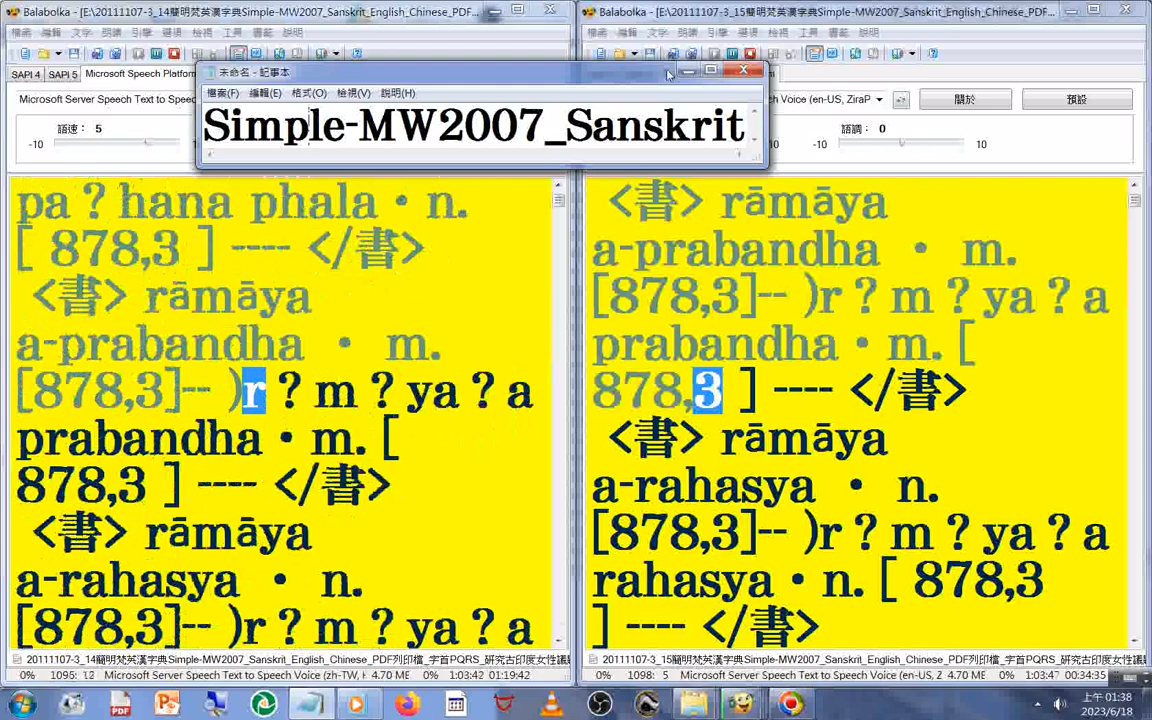 Balabolka - [E:\20111107-3_14簡明梵英漢字典Simple-MW2007_Sanskrit_English_Chinese_PDF...
Balabolka - [E:\20111107-3_15簡明梵英漢字典Simple-MW2007_Sanskrit_English_Chinese_PDF...
SAPI 4
SAPI 5
Microsoft Speech Platform
未命名 - 記事本
檔案(F) 編輯(E) 格式(O) 檢視(V) 說明(H)
Simple-MW2007_Sanskrit
Microsoft Server Speech Text to Speec
Voice (en-US, ZiraP
關於
預設
語速： 5
-10
語調： 0
-10
10
pa ? hana phala • n.
[ 878,3 ] ---- </書>
<書> rāmāya
a-prabandha • m.
[878,3]-- )r ? m ? ya ? a
prabandha • m. [
878,3 ] ---- </書>
<書> rāmāya
a-rahasya • n.
[878,3]-- )r ? m ? ya ? a
<書> rāmāya
a-prabandha • m.
[878,3]-- )r ? m ? ya ? a
prabandha • m. [
878,3 ] ---- </書>
<書> rāmāya
a-rahasya • n.
[878,3]-- )r ? m ? ya ? a
rahasya • n. [ 878,3
] ---- </書>
20111107-3_14簡明梵英漢字典Simple-MW2007_Sanskrit_English_Chinese_PDF列印檔_字首PQRS_研究古印度女性議
20111107-3_15簡明梵英漢字典Simple-MW2007_Sanskrit_English_Chinese_PDF列印檔_字首PQRS_研究古印度女性
0% 1095: 12 Microsoft Server Speech Text to Speech Voice (zh-TW, H 4.70 ME 0% 1:03:42 01:19:42
0% 1098: 5 Microsoft Server Speech Text to Speech Voice (en-US, Z 4.70 ME 0% 1:03:47 00:34:35
上午 01:38
2023/6/18